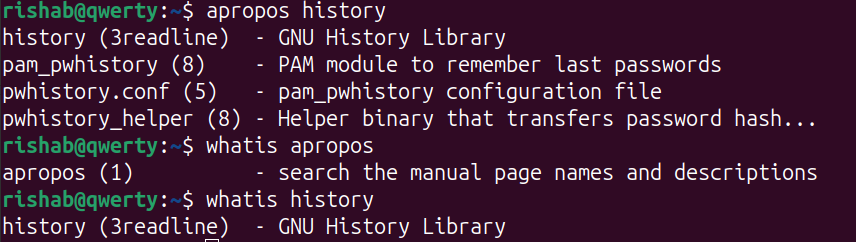 rishab@qwerty:~$ apropos history
history (3readline)  - GNU History Library
pam_pwhistory (8)    - PAM module to remember last passwords
pwhistory.conf (5)   - pam_pwhistory configuration file
pwhistory_helper (8) - Helper binary that transfers password hash...
rishab@qwerty:~$ whatis apropos
apropos (1)          - search the manual page names and descriptions
rishab@qwerty:~$ whatis history
history (3readline)  - GNU History Library